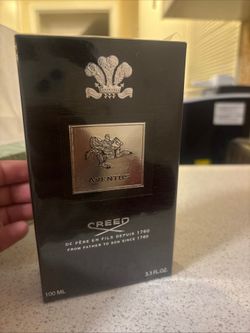 AVENTUS
CREED
DE PÈRE EN FILS DEPUIS 1760
FROM FATHER TO SON SINCE 1760
100 ML
3.3 FL.OZ.